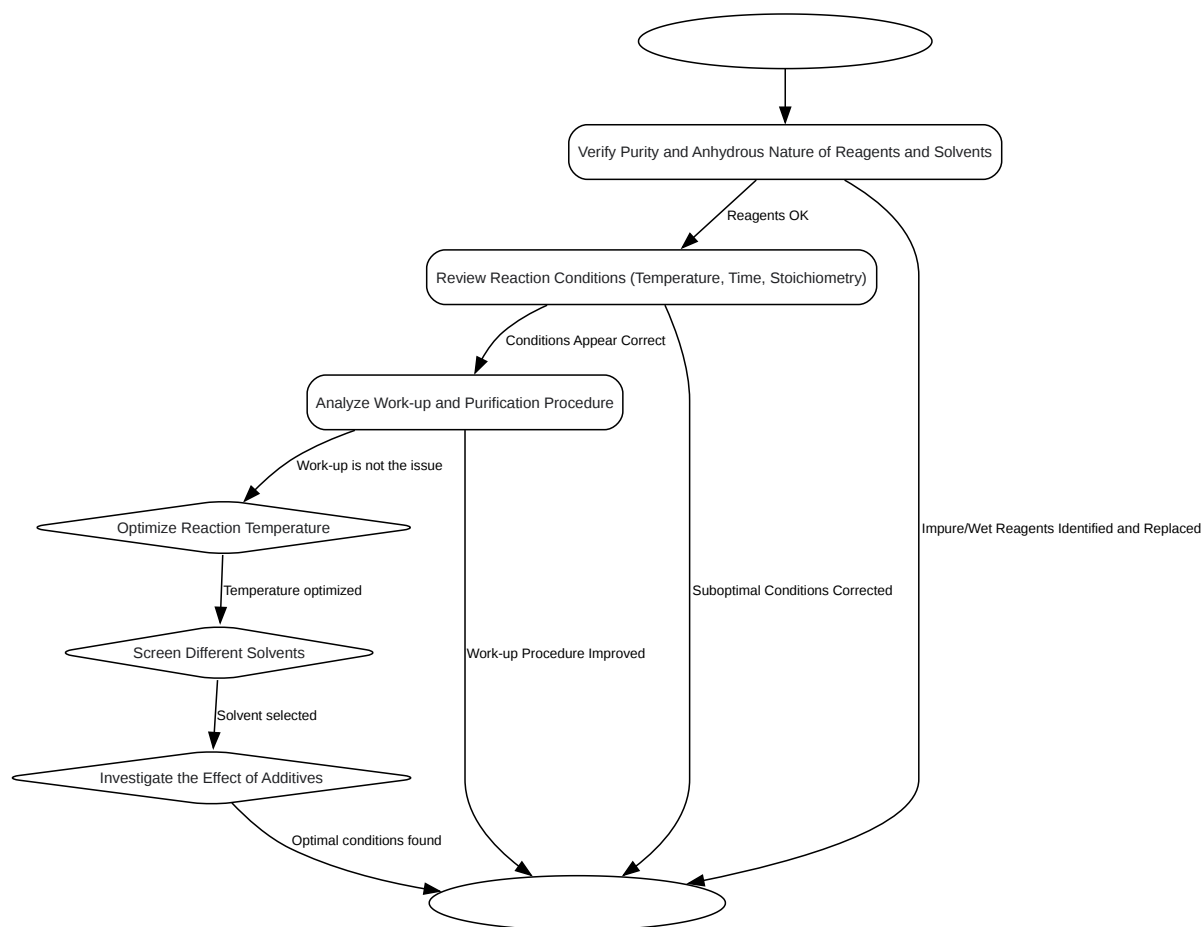 Verify Purity and Anhydrous Nature of Reagents and Solvents
Reagents OK
Review Reaction Conditions (Temperature, Time, Stoichiometry)
Conditions Appear Correct
Analyze Work-up and Purification Procedure
Work-up is not the issue
Optimize Reaction Temperature
Impure/Wet Reagents Identified and Replaced
Temperature optimized
Suboptimal Conditions Corrected
Screen Different Solvents
Work-up Procedure Improved
Solvent selected
Investigate the Effect of Additives
Optimal conditions found